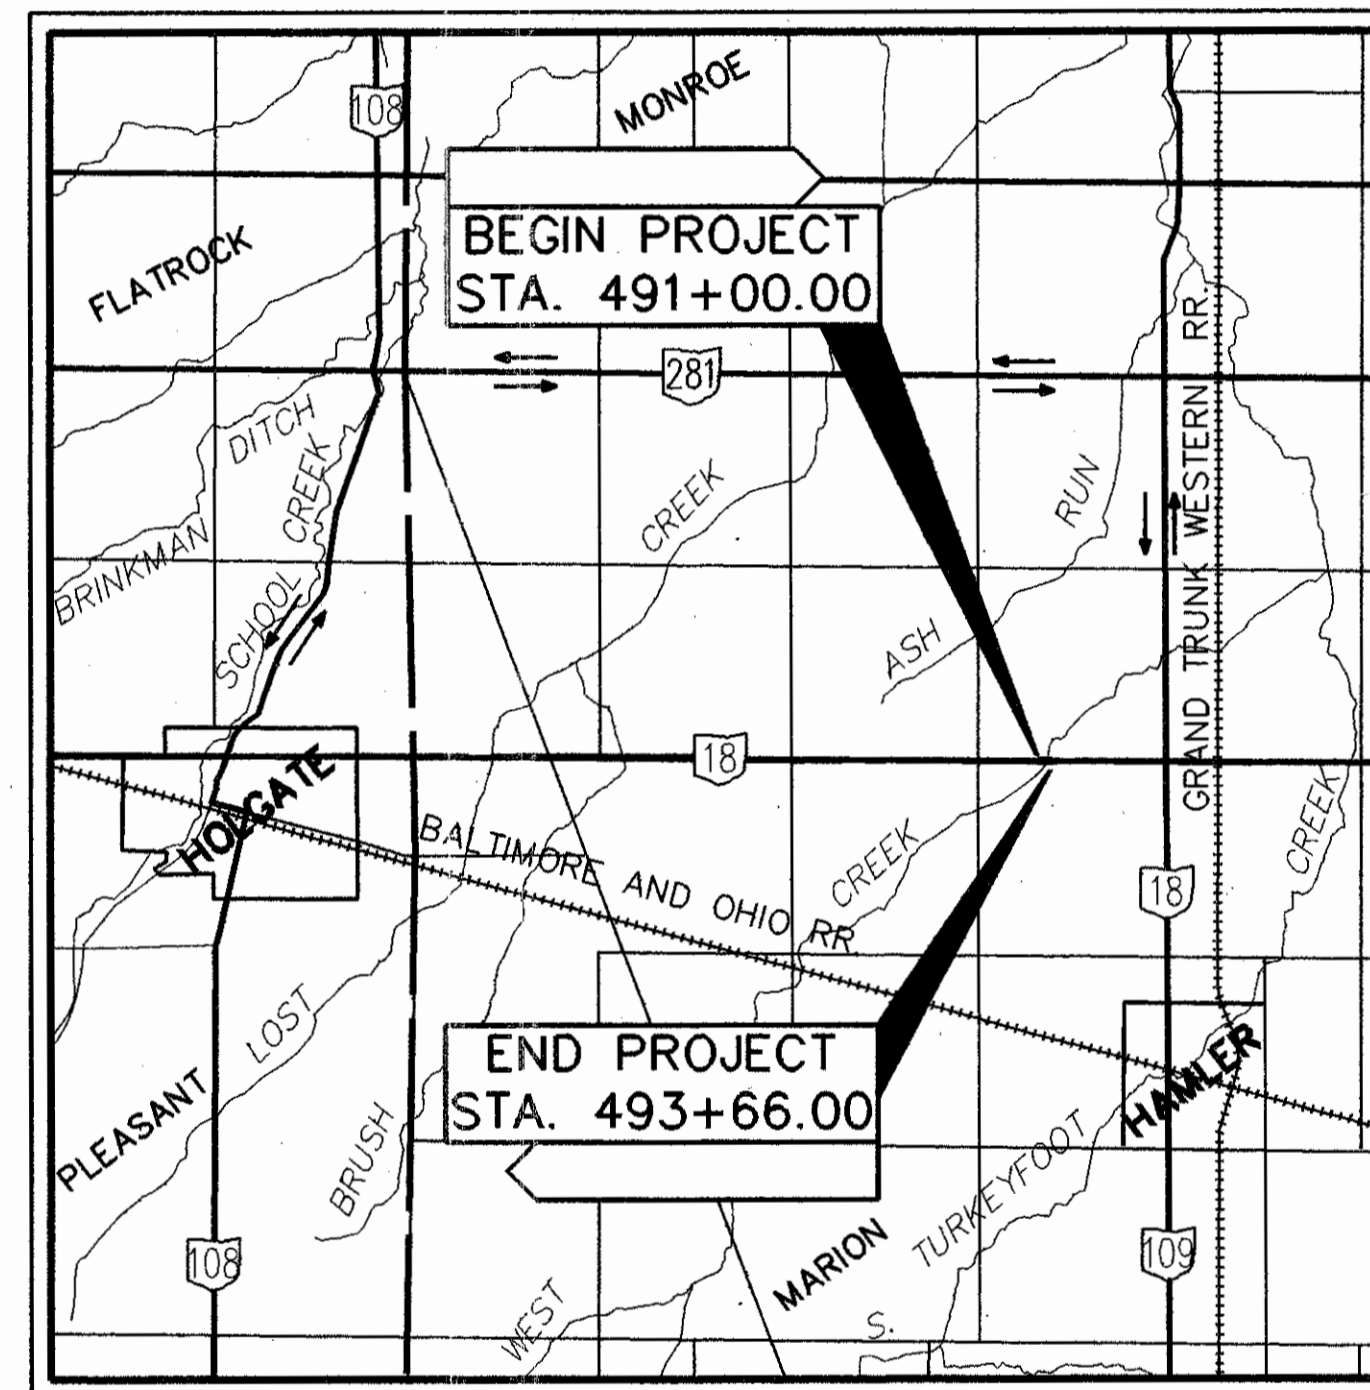 MONROE
108
FLATROCK
BEGIN PROJECT
STA. 491+00.00
281
DITCH
CREEK
BRINKMAN
SCHOOL
CREEK
RUN
ASH
GRAND TRUNK WESTERN RR.
18
HOLGATE
BALTIMORE AND OHIO RR.
CREEK
18
CREEK
LOST
PLEASANT
BRUSH
END PROJECT
STA. 493+66.00
HAMLER
TURKEYFOOT
108
MARION
109
WEST
S.